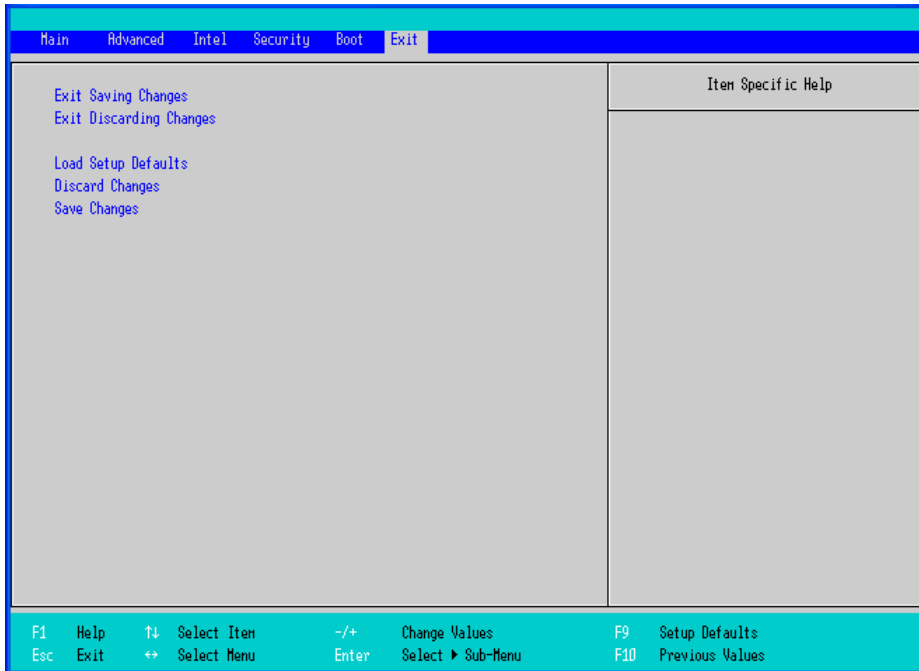 Main Advanced Intel Security Boot Exit
Item Specific Help
Exit Saving Changes
Exit Discarding Changes
Load Setup Defaults
Discard Changes
Save Changes
F1 Help ↑↓ Select Item -/+ Change Values F9 Setup Defaults
Esc Exit ↔ Select Menu Enter Select ▶ Sub-Menu F10 Previous Values